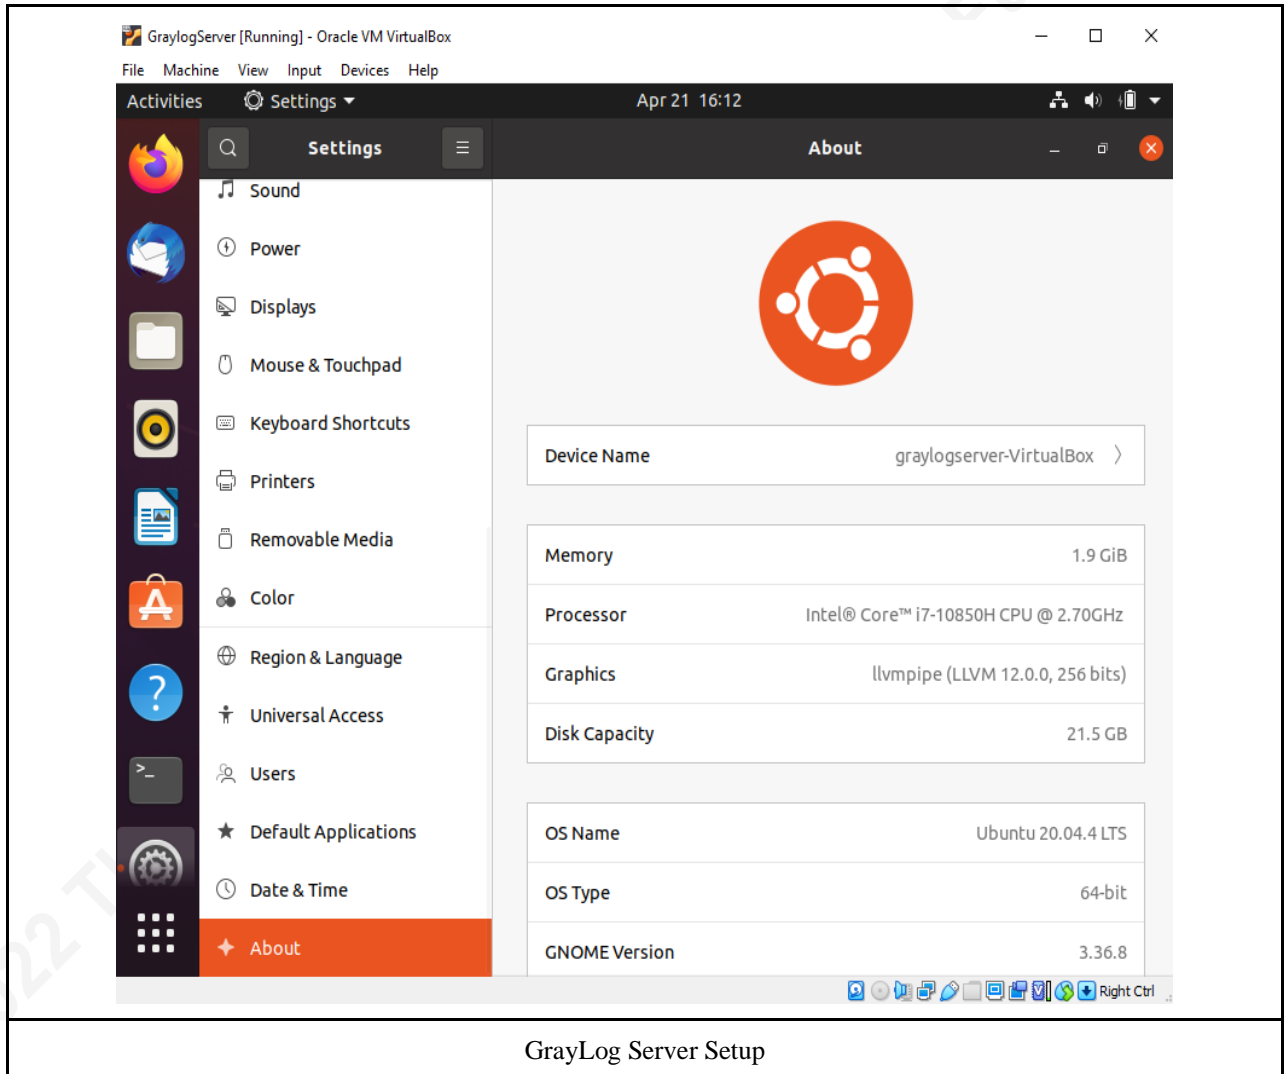 GraylogServer [Running] - Oracle VM VirtualBox
File Machine View Input Devices Help
Activities Settings Apr 21 16:12
Settings About
Sound
Power
Displays
Mouse & Touchpad
Keyboard Shortcuts
Printers
Removable Media
Color
Region & Language
Universal Access
Users
Default Applications
Date & Time
About
Device Name graylogserver-VirtualBox
Memory 1.9 GiB
Processor Intel® Core™ i7-10850H CPU @ 2.70GHz
Graphics llvmpipe (LLVM 12.0.0, 256 bits)
Disk Capacity 21.5 GB
OS Name Ubuntu 20.04.4 LTS
OS Type 64-bit
GNOME Version 3.36.8
Right Ctrl
GrayLog Server Setup